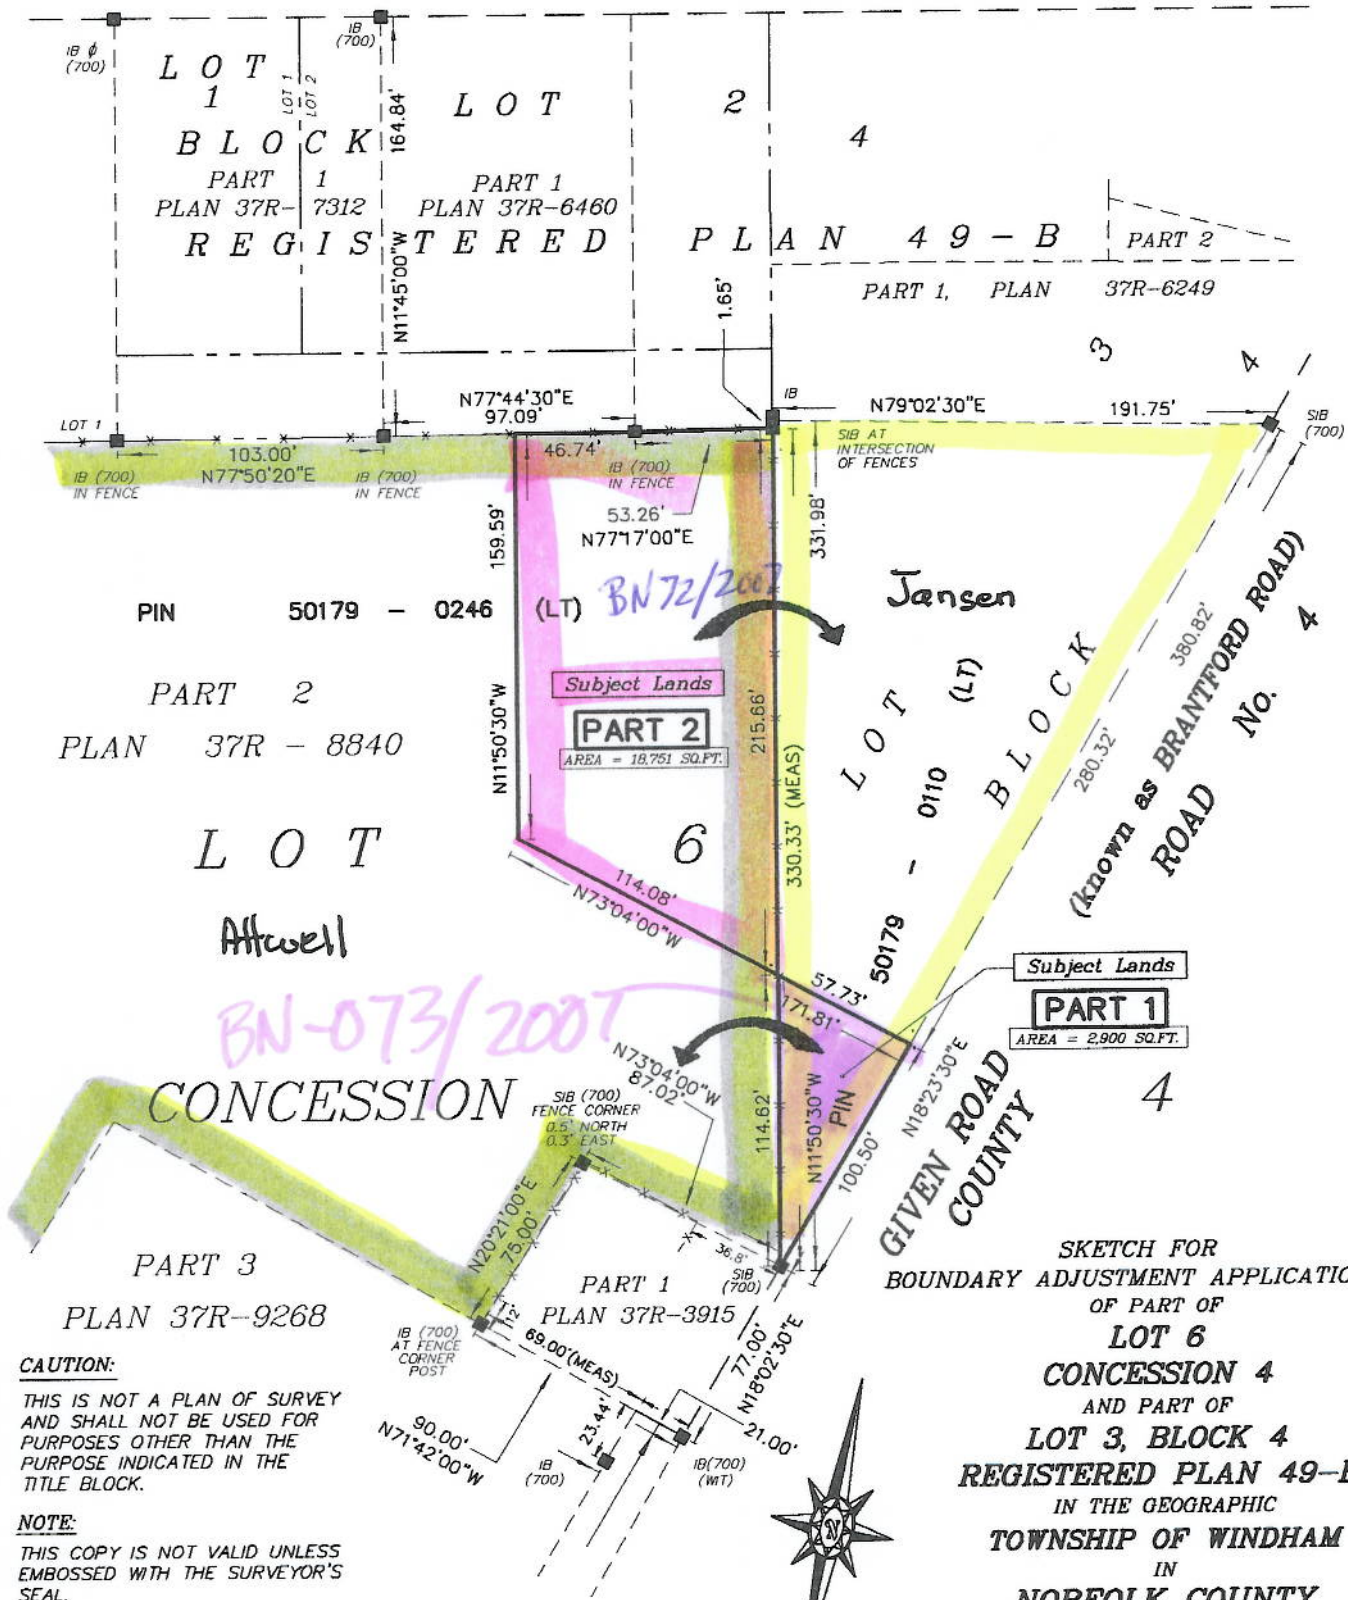 IB ϕ
(700)
IB
(700)
LOT
1
LOT 1
LOT 2
164.84'
LOT
2
4
BLOCK
PART 1
PLAN 37R- 7312
PART 1
PLAN 37R-6460
REGISTERED PLAN 49-B
PART 2
N11°45'00"W
1.65'
PART 1, PLAN 37R-6249
3
4
LOT 1
N77°44'30"E
97.09'
IB
N79°02'30"E
191.75'
SIB
(700)
103.00'
N77°50'20"E
46.74'
SIB AT
INTERSECTION
OF FENCES
IB (700)
IN FENCE
IB (700)
IN FENCE
IB (700)
IN FENCE
53.26'
N77°17'00"E
159.59'
331.98'
BN72/2007
Jansen
PIN 50179 - 0246 (LT)
380.82'
PART 2
PLAN 37R - 8840
N11°50'30"W
Subject Lands
PART 2
AREA = 18,751 SQ.FT.
215.66'
330.33' (MEAS)
LOT
BLOCK
50179 - 0110 (LT)
280.32'
(known as BRANTFORD ROAD)
ROAD No. 4
LOT
6
114.08'
N73°04'00"W
Attwell
57.73'
171.81'
Subject Lands
PART 1
AREA = 2,900 SQ.FT.
BN-073/2007
N73°04'00"W
87.02'
CONCESSION
4
SIB (700)
FENCE CORNER
0.5' NORTH
0.3' EAST
114.62'
N11°50'30"W
PIN
100.50'
N18°23'30"E
GIVEN ROAD
COUNTY
N20°21'00"E
75.00'
36.8'
SIB
(700)
PART 3
PLAN 37R-9268
PART 1
PLAN 37R-3915
IB (700)
AT FENCE
CORNER
POST
69.00'(MEAS)
77.00'
N18°02'30"E
90.00'
N71°42'00"W
23.44'
21.00'
IB
(700)
IB(700)
(WIT)
N
CAUTION:
THIS IS NOT A PLAN OF SURVEY
AND SHALL NOT BE USED FOR
PURPOSES OTHER THAN THE
PURPOSE INDICATED IN THE
TITLE BLOCK.
NOTE:
THIS COPY IS NOT VALID UNLESS
EMBOSSED WITH THE SURVEYOR'S
SEAL.
SKETCH FOR
BOUNDARY ADJUSTMENT APPLICATIO
OF PART OF
LOT 6
CONCESSION 4
AND PART OF
LOT 3, BLOCK 4
REGISTERED PLAN 49-B
IN THE GEOGRAPHIC
TOWNSHIP OF WINDHAM
IN
NORFOLK COUNTY